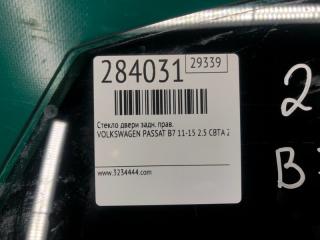 284031 29339
Стекло двери задн. прав.
VOLKSWAGEN PASSAT B7 11-15 2.5 CBTA 2
www.3234444.com
2
B